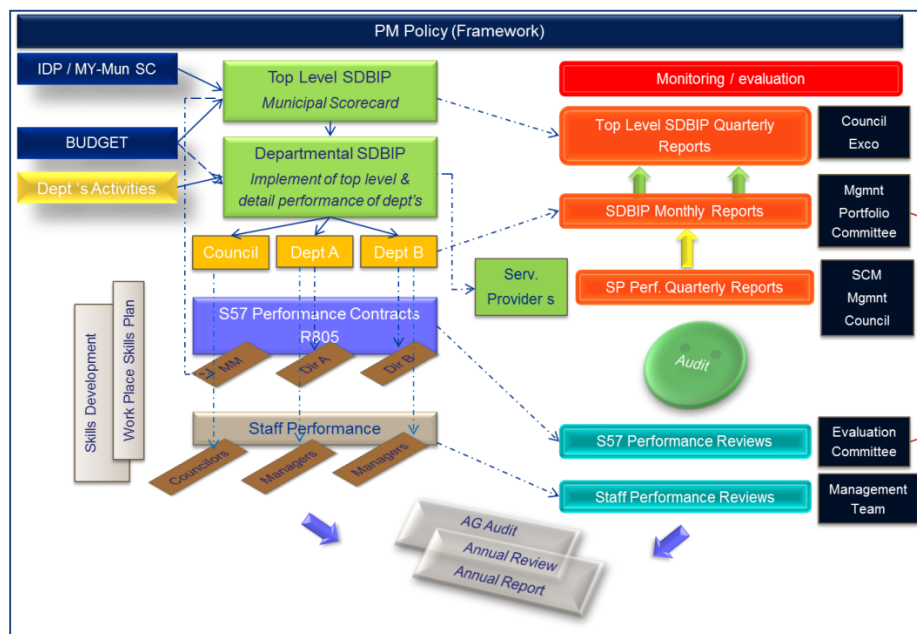 PM Policy (Framework)
IDP / MY-Mun SC
BUDGET
Dept 's Activities
Top Level SDBIP
Municipal Scorecard
Departmental SDBIP
Implement of top level &
detail performance of dept's
Council
Dept A
Dept B
Serv.
Provider s
S57 Performance Contracts
R805
MM
Dir A
Dir B
Staff Performance
Councilors
Managers
Managers
Skills Development
Work Place Skills Plan
Monitoring / evaluation
Top Level SDBIP Quarterly
Reports
Council
Exco
SDBIP Monthly Reports
Mgmnt
Portfolio
Committee
SP Perf. Quarterly Reports
SCM
Mgmnt
Council
Audit
S57 Performance Reviews
Evaluation
Committee
Staff Performance Reviews
Management
Team
AG Audit
Annual Review
Annual Report